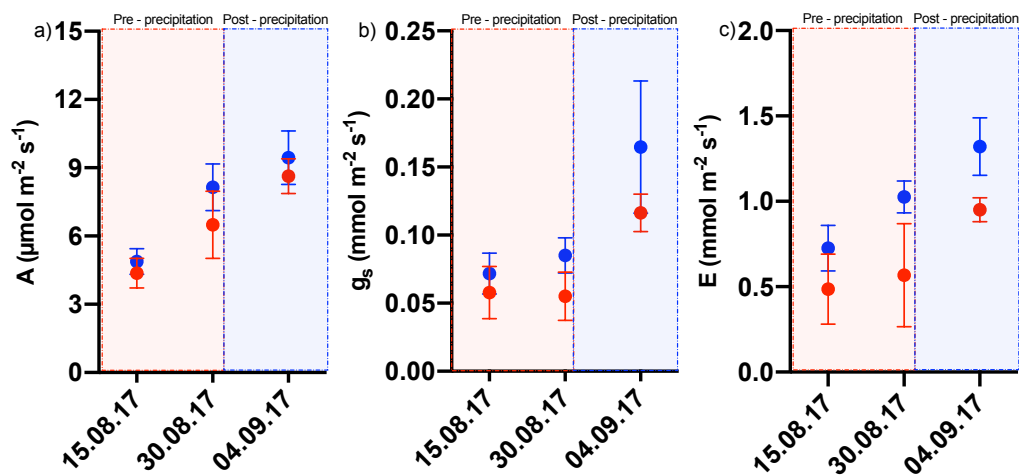 Pre - precipitation Post - precipitation
a)
15
12
9
6
3
0
A (µmol m⁻² s⁻¹)
15.08.17
30.08.17
04.09.17
Pre - precipitation Post - precipitation
b)
0.25
0.20
0.15
0.10
0.05
0.00
gₛ (mmol m⁻² s⁻¹)
15.08.17
30.08.17
04.09.17
Pre - precipitation Post - precipitation
c)
2.0
1.5
1.0
0.5
0
E (mmol m⁻² s⁻¹)
15.08.17
30.08.17
04.09.17